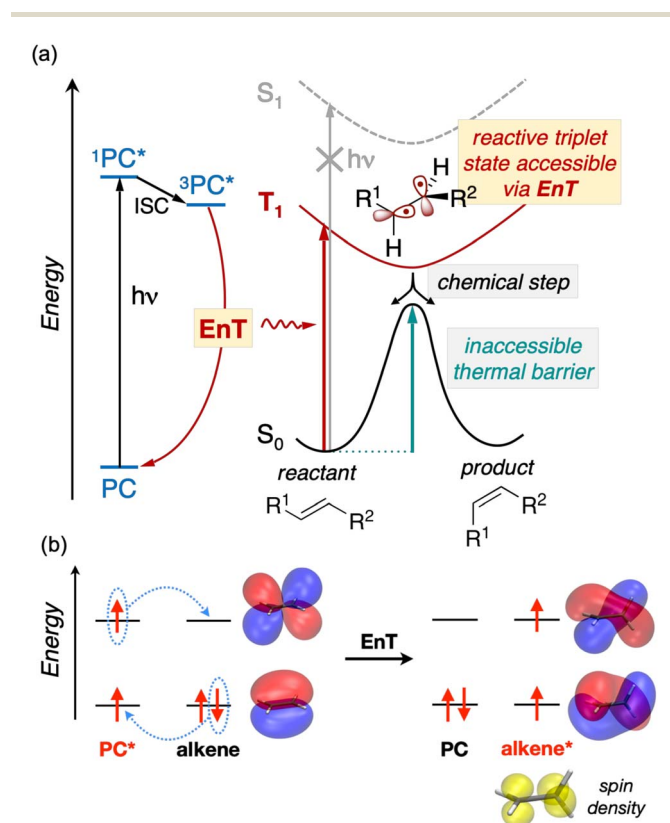 (a)
Energy
¹PC*
³PC*
ISC
hν
EnT
PC
S₁
hν
T₁
reactive triplet
state accessible
via EnT
R¹
H
R²
H
chemical step
inaccessible
thermal barrier
S₀
reactant
product
R¹
R²
R²
R¹
(b)
Energy
EnT
PC*
alkene
PC
alkene*
spin
density